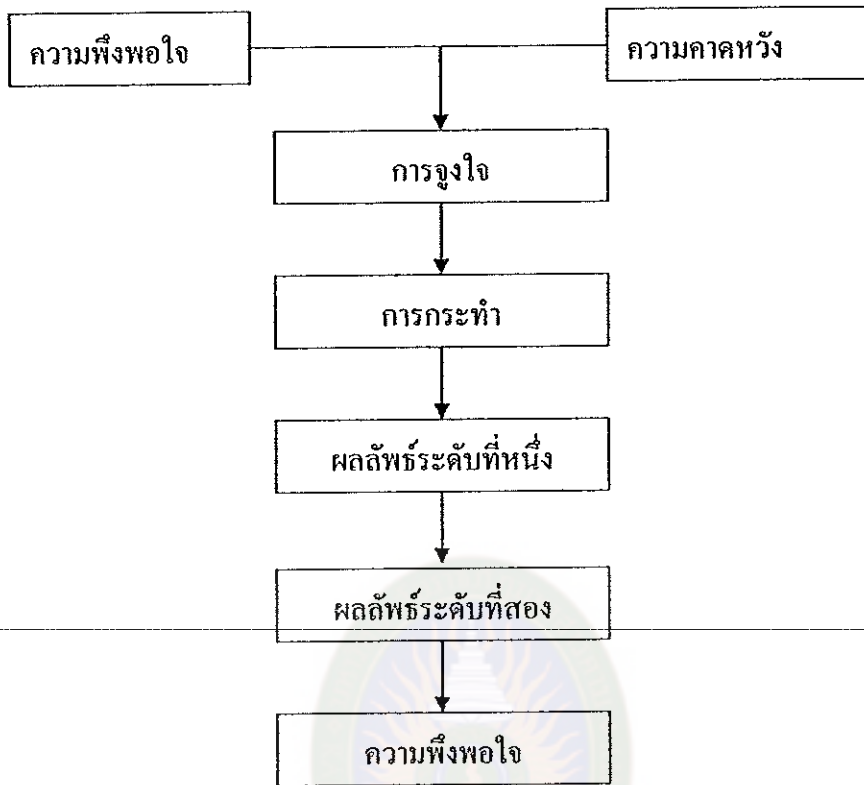 ความพึงพอใจ
ความคาดหวัง
การจูงใจ
การกระทำ
ผลลัพธ์ระดับที่หนึ่ง
ผลลัพธ์ระดับที่สอง
ความพึงพอใจ